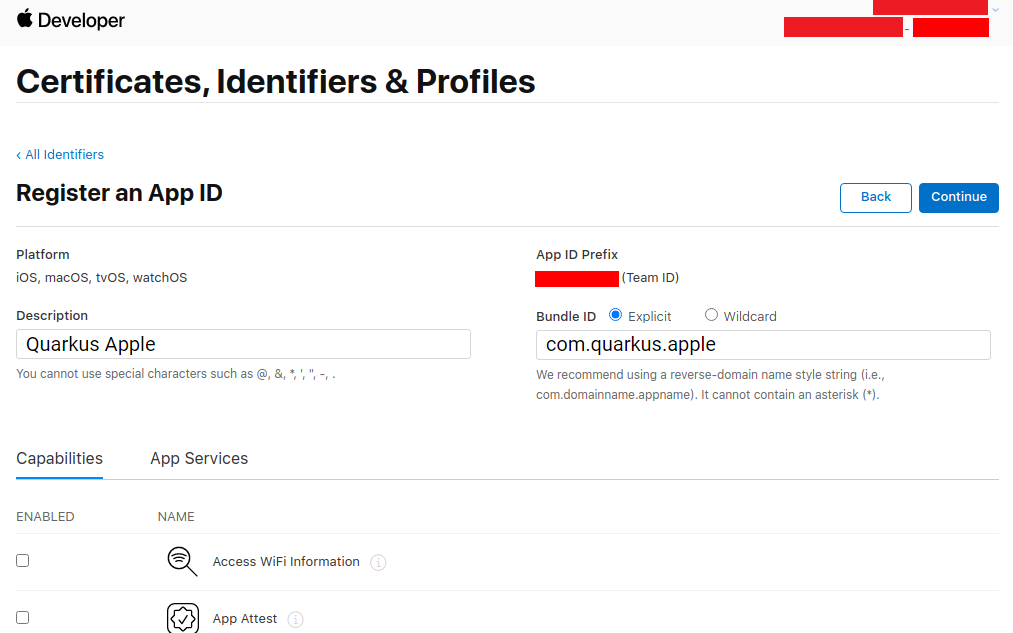 Developer
-
Certificates, Identifiers & Profiles
‹ All Identifiers
Register an App ID
Back
Continue
Platform
iOS, macOS, tvOS, watchOS
App ID Prefix
(Team ID)
Description
Quarkus Apple
You cannot use special characters such as @, &, *, ', ", -, .
Bundle ID
Explicit
Wildcard
com.quarkus.apple
We recommend using a reverse-domain name style string (i.e.,
com.domainname.appname). It cannot contain an asterisk (*).
Capabilities
App Services
ENABLED
NAME
Access WiFi Information
App Attest